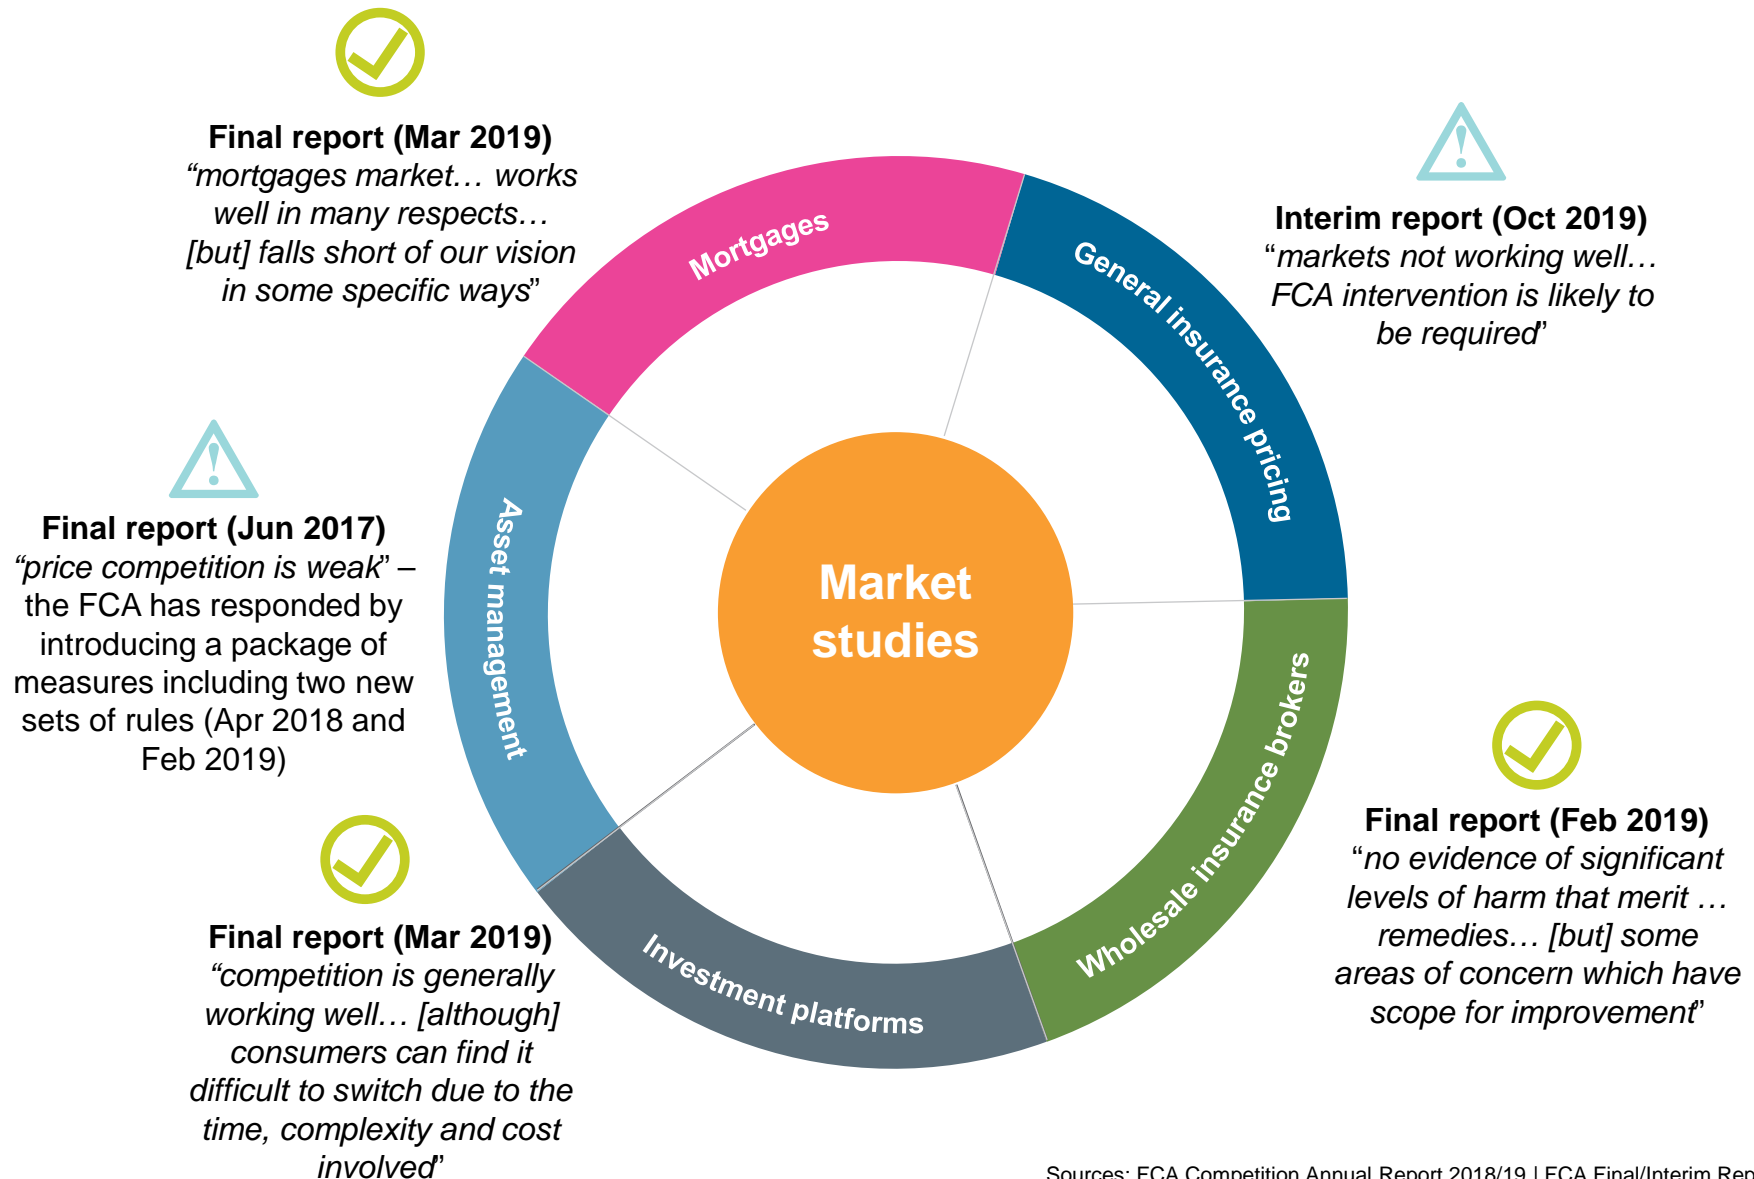 Final report (Mar 2019)
“mortgages market… works
well in many respects…
[but] falls short of our vision
in some specific ways”
Interim report (Oct 2019)
“markets not working well…
FCA intervention is likely to
be required”
Mortgages
General insurance pricing
Final report (Jun 2017)
“price competition is weak” –
the FCA has responded by
introducing a package of
measures including two new
sets of rules (Apr 2018 and
Feb 2019)
Asset management
Market
studies
Wholesale insurance brokers
Final report (Feb 2019)
“no evidence of significant
levels of harm that merit …
remedies… [but] some
areas of concern which have
scope for improvement”
Investment platforms
Final report (Mar 2019)
“competition is generally
working well… [although]
consumers can find it
difficult to switch due to the
time, complexity and cost
involved”
Sources: FCA Competition Annual Report 2018/19 | FCA Final/Interim Rep